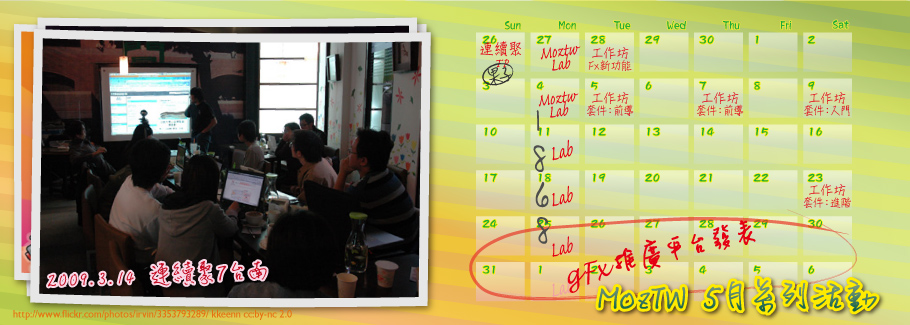 Sun Mon Tue Wed Thu Fri Sat
26 27 28 29 30 1 2
連續聚
Moztw
Lab
工作坊
Fx新功能
3 4 5 6 7 8 9
Moztw
Lab
工作坊
套件:前導
工作坊
套件:前導
工作坊
套件:入門
10 11 12 13 14 15 16
1
8
Lab
17 18 19 20 21 22 23
6
Lab
工作坊
套件:進階
24 25 26 27 28 29 30
8
Lab
31 1 2 3 4 5 6
gFx推廣平台發表
2009.3.14 連續聚7台南
MozTW 5月系列活動
http://www.flickr.com/photos/irvin/3353793289/ kkeenn ccby-nc 2.0